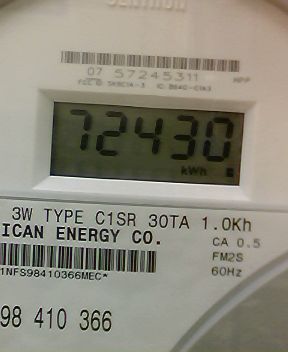 07 57245311 MPP
72430
kWh
3W TYPE C1SR 30TA 1.0Kh
ICAN ENERGY CO.
CA 0.5
FM2S
60Hz
1NFS98410366MEC*
98 410 366